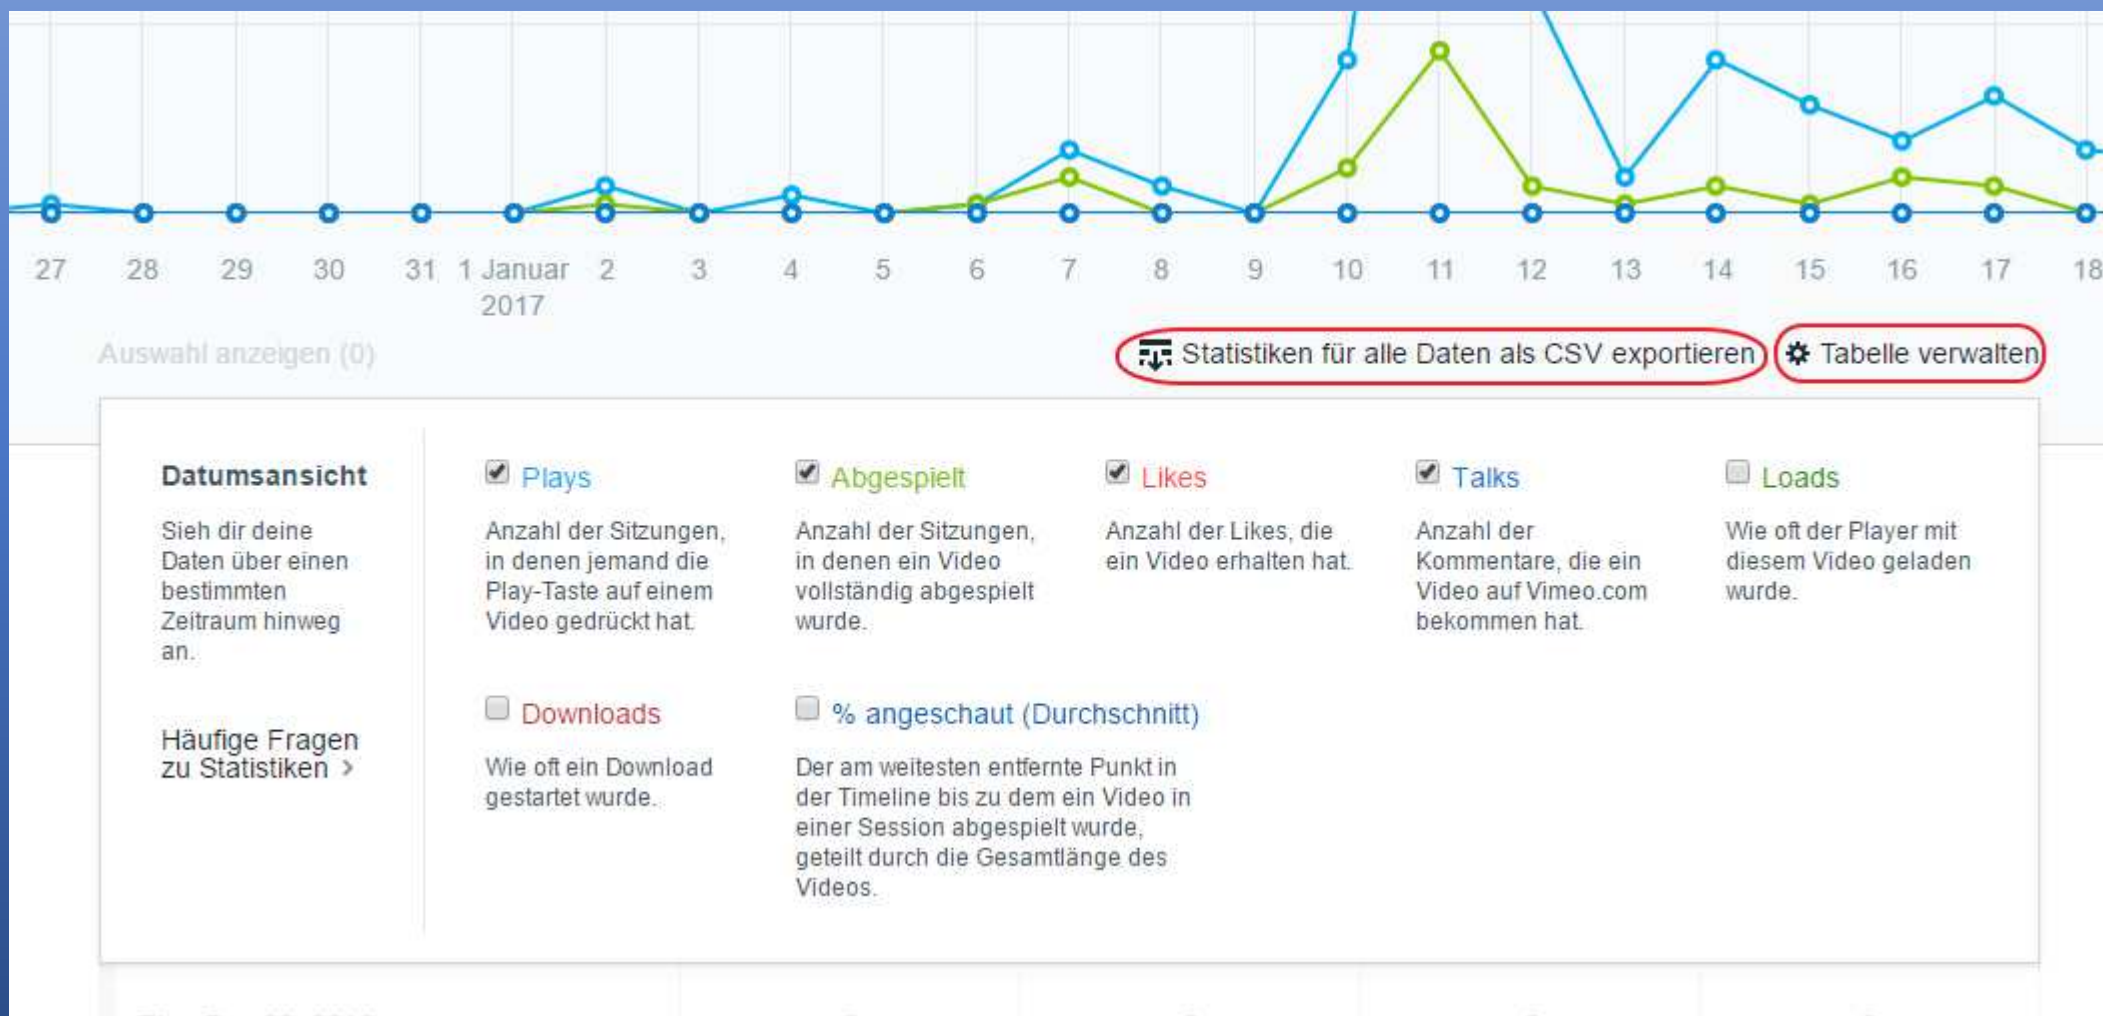 27 28 29 30 31 1 Januar 2 3 4 5 6 7 8 9 10 11 12 13 14 15 16 17 18
2017
Auswahl anzeigen (0)
Statistiken für alle Daten als CSV exportieren
Tabelle verwalten
Datumsansicht
Sieh dir deine
Daten über einen
bestimmten
Zeitraum hinweg
an.
Häufige Fragen
zu Statistiken >
Plays
Anzahl der Sitzungen,
in denen jemand die
Play-Taste auf einem
Video gedrückt hat.
Abgespielt
Anzahl der Sitzungen,
in denen ein Video
vollständig abgespielt
wurde.
Likes
Anzahl der Likes, die
ein Video erhalten hat.
Talks
Anzahl der
Kommentare, die ein
Video auf Vimeo.com
bekommen hat.
Loads
Wie oft der Player mit
diesem Video geladen
wurde.
Downloads
Wie oft ein Download
gestartet wurde.
% angeschaut (Durchschnitt)
Der am weitesten entfernte Punkt in
der Timeline bis zu dem ein Video in
einer Session abgespielt wurde,
geteilt durch die Gesamtlänge des
Videos.